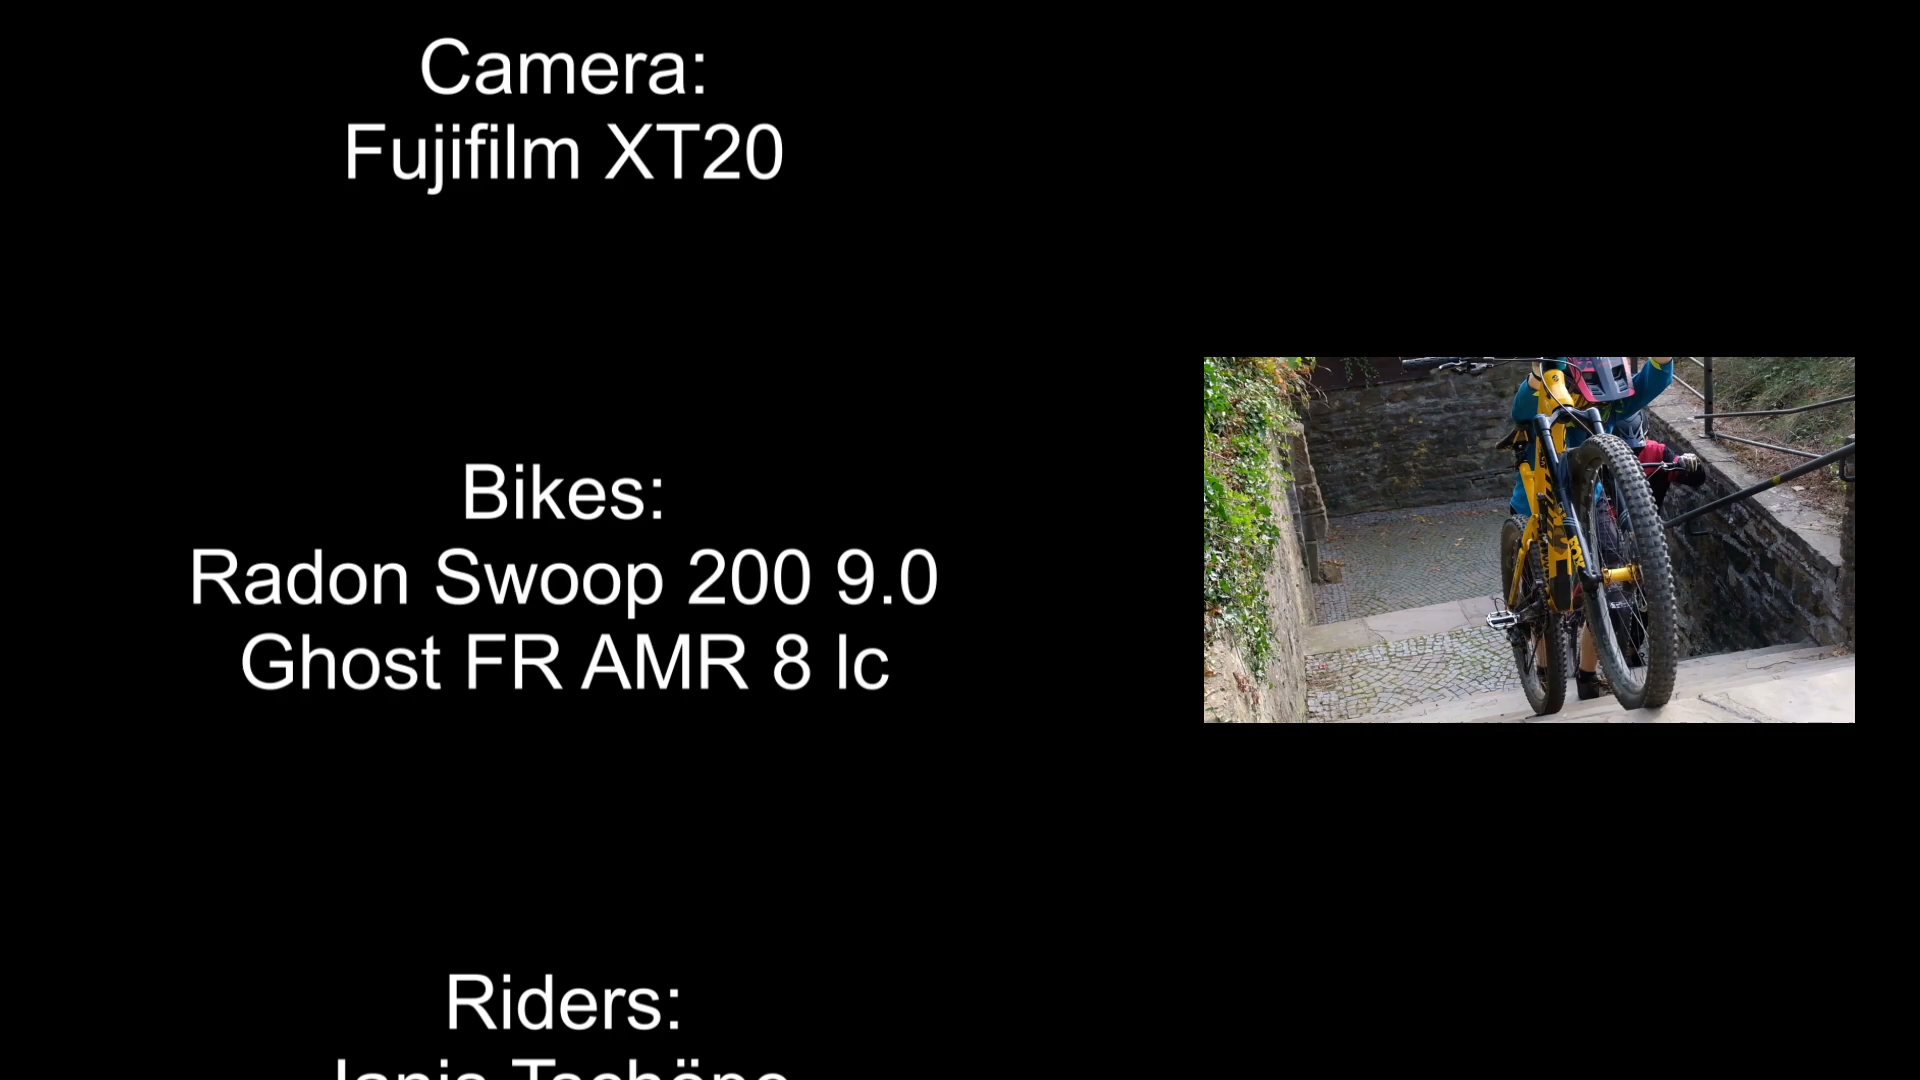 Camera:
Fujifilm XT20
Bikes:
Radon Swoop 200 9.0
Ghost FR AMR 8 lc
Riders: